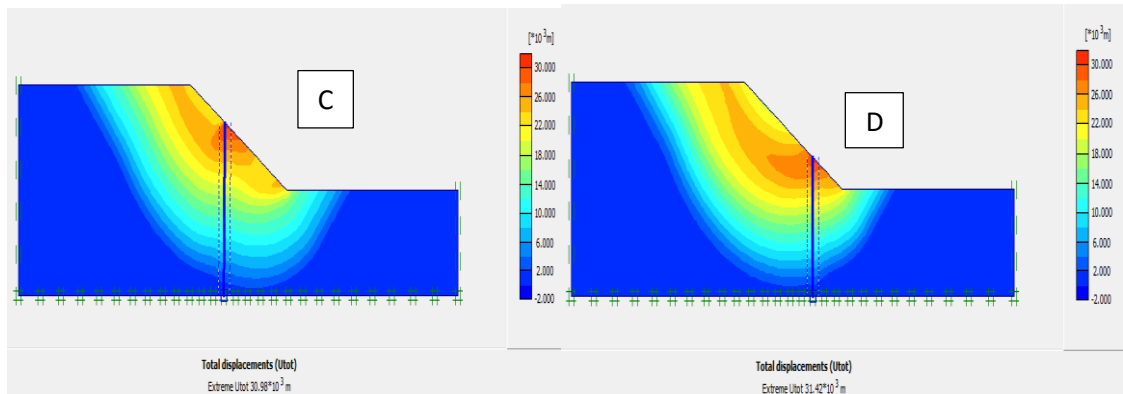 C
[*10 3m]
30.000
26.000
22.000
18.000
14.000
10.000
6.000
2.000
-2.000
Total displacements (Utot)
Extreme Utot 30.98*10 3 m
D
[*10 3m]
30.000
26.000
22.000
18.000
14.000
10.000
6.000
2.000
-2.000
Total displacements (Utot)
Extreme Utot 31.42*10 3 m